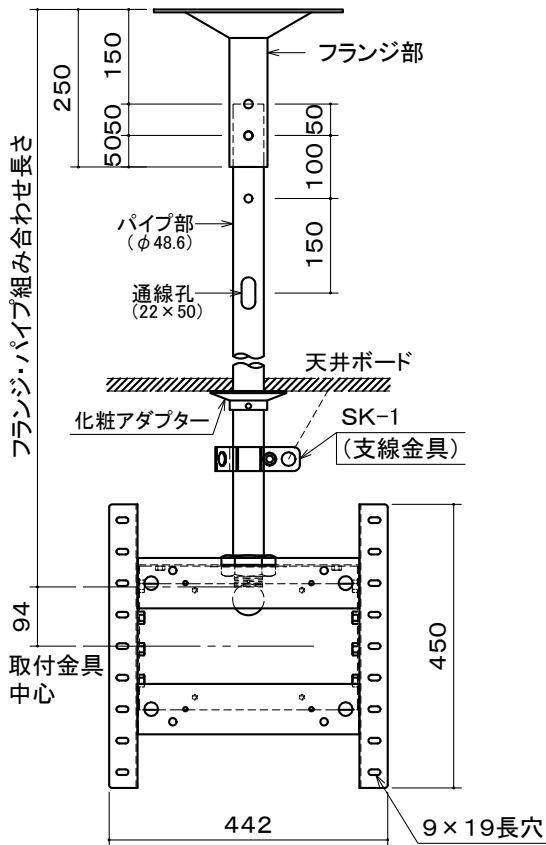 フランジ部
150
250
50
50
50
100
150
フランジ・パイプ組み合わせ長さ
パイプ部
(φ48.6)
通線孔
(22×50)
天井ボード
化粧アダプター
SK-1
(支線金具)
94
取付金具
中心
450
442
9×19長穴